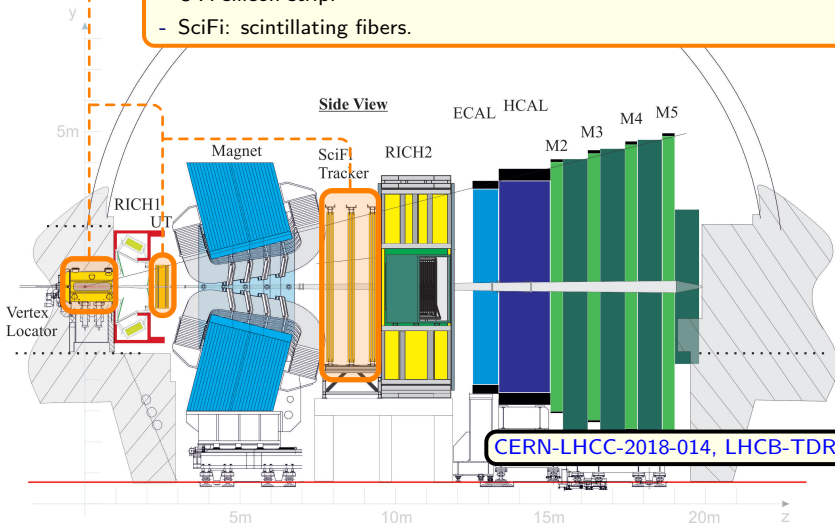 - SciFi: scintillating fibers.
y
Side View
5m
ECAL
HCAL
M2
M3
M4
M5
Magnet
SciFi
Tracker
RICH2
RICH1
UT
Vertex
Locator
CERN-LHCC-2018-014, LHCB-TDR
5m
10m
15m
20m
z